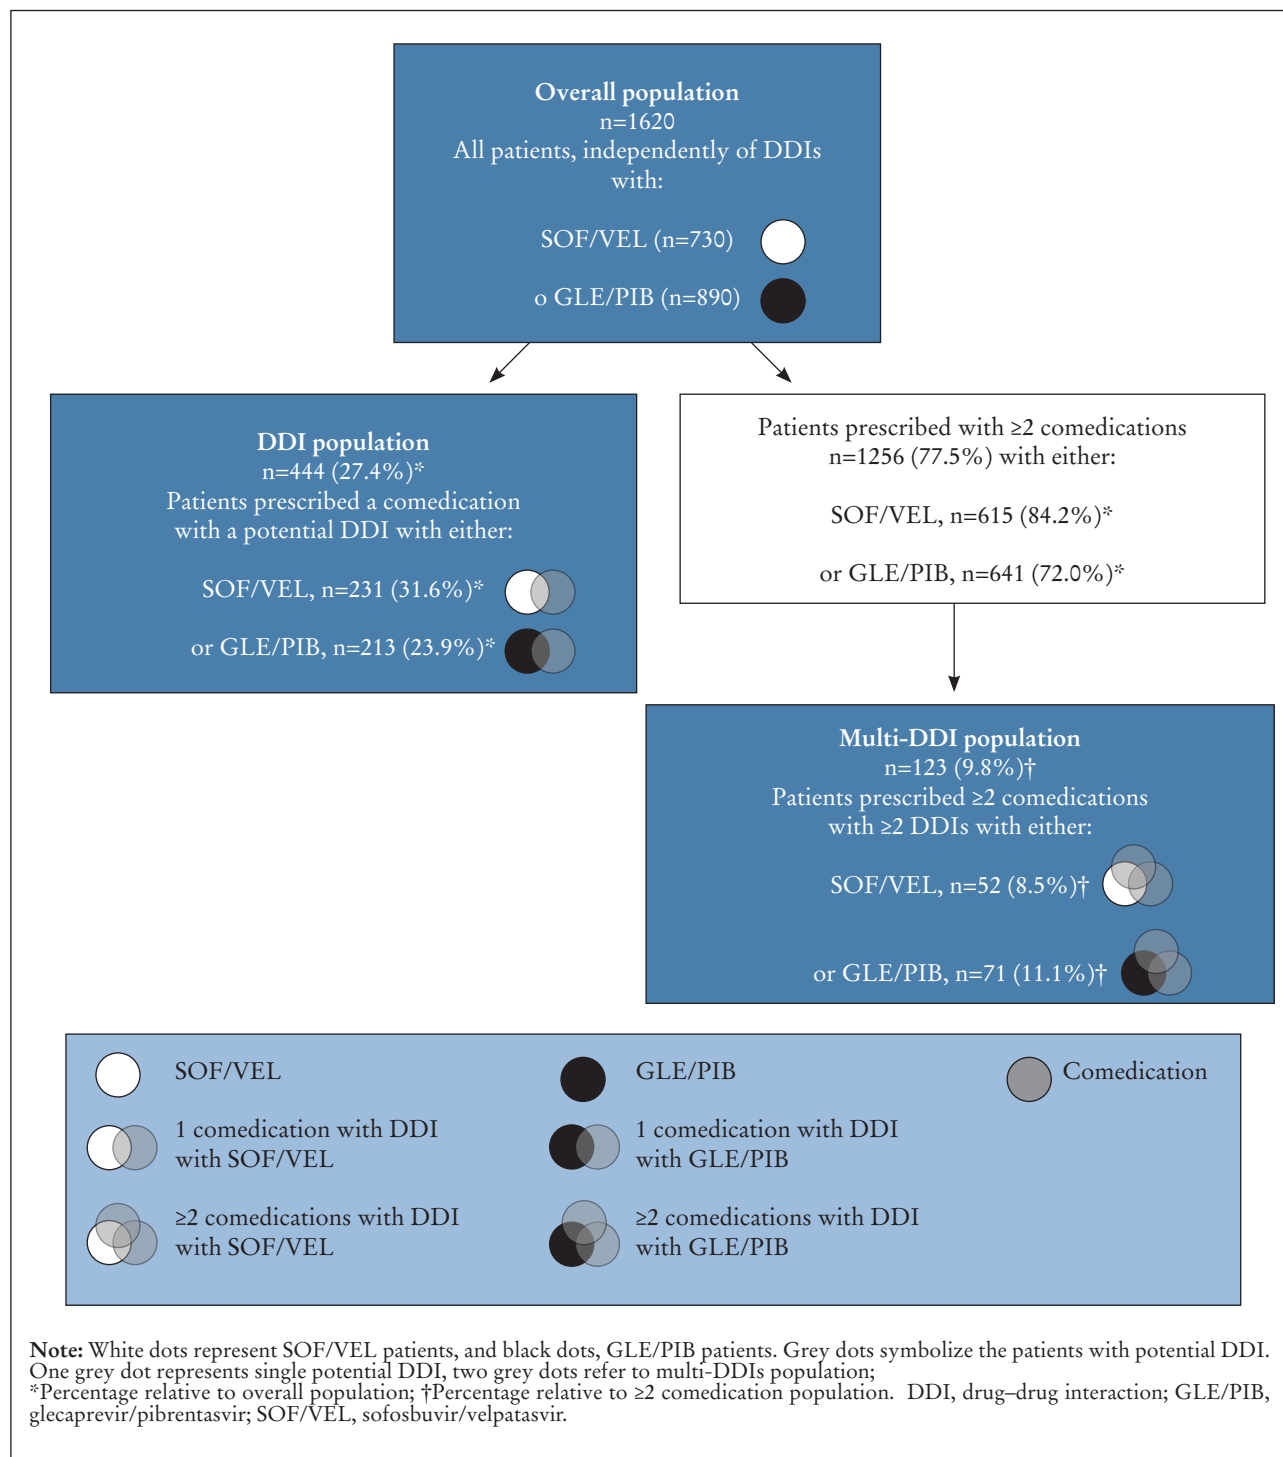 Overall population
n=1620
All patients, independently of DDIs
with:
SOF/VEL (n=730)
o GLE/PIB (n=890)
DDI population
n=444 (27.4%)*
Patients prescribed a comedication
with a potential DDI with either:
SOF/VEL, n=231 (31.6%)*
or GLE/PIB, n=213 (23.9%)*
Patients prescribed with ≥2 comedications
n=1256 (77.5%) with either:
SOF/VEL, n=615 (84.2%)*
or GLE/PIB, n=641 (72.0%)*
Multi-DDI population
n=123 (9.8%)†
Patients prescribed ≥2 comedications
with ≥2 DDIs with either:
SOF/VEL, n=52 (8.5%)†
or GLE/PIB, n=71 (11.1%)†
SOF/VEL
GLE/PIB
Comedication
1 comedication with DDI
with SOF/VEL
1 comedication with DDI
with GLE/PIB
≥2 comedications with DDI
with SOF/VEL
≥2 comedications with DDI
with GLE/PIB
Note: White dots represent SOF/VEL patients, and black dots, GLE/PIB patients. Grey dots symbolize the patients with potential DDI.
One grey dot represents single potential DDI, two grey dots refer to multi-DDIs population;
*Percentage relative to overall population; †Percentage relative to ≥2 comedication population. DDI, drug–drug interaction; GLE/PIB,
glecaprevir/pibrentasvir; SOF/VEL, sofosbuvir/velpatasvir.